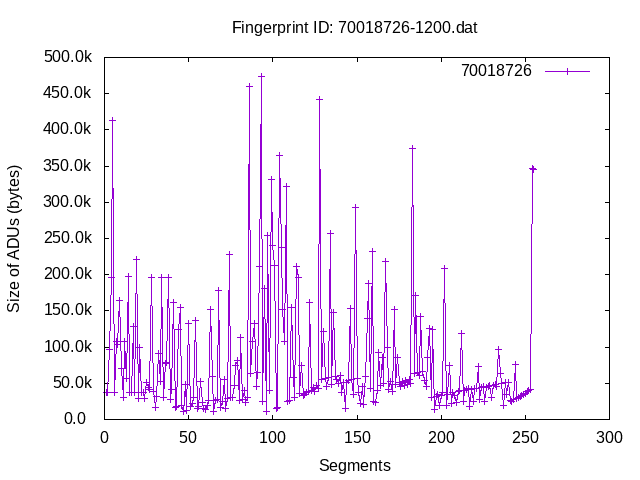 Fingerprint ID: 70018726-1200.dat
500.0k
70018726
450.0k
400.0k
350.0k
300.0k
250.0k
200.0k
150.0k
100.0k
50.0k
0.0
Size of ADUs (bytes)
0 50 100 150 200 250 300
Segments